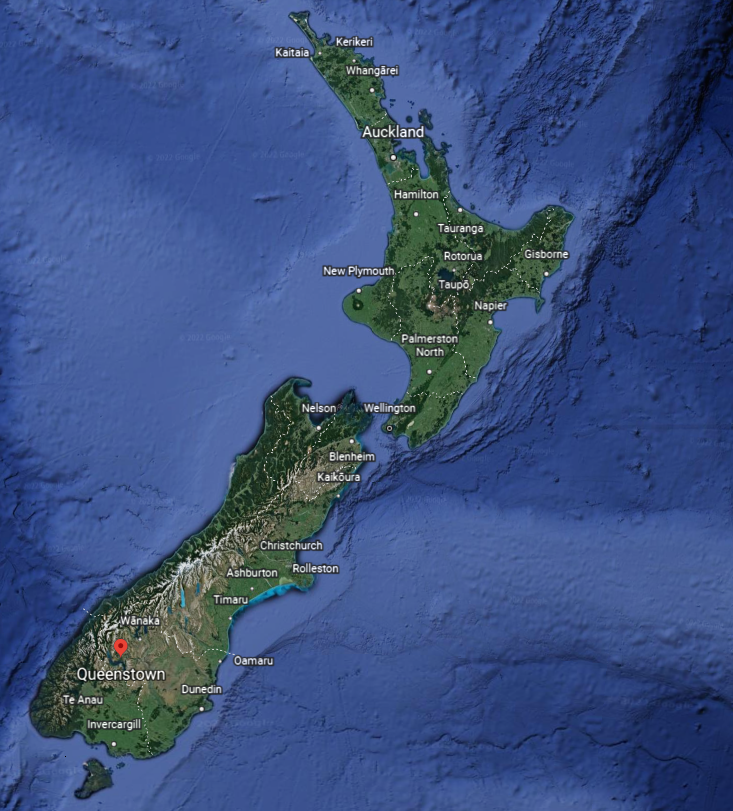 Kerikeri
Kaitaia
Whangārei
Auckland
Hamilton
Tauranga
Rotorua
Gisborne
New Plymouth
Taupō
Napier
Palmerston
North
Nelson
Wellington
Blenheim
Kaikōura
Christchurch
Rolleston
Ashburton
Timaru
Wānaka
Oamaru
Queenstown
Dunedin
Te Anau
Invercargill